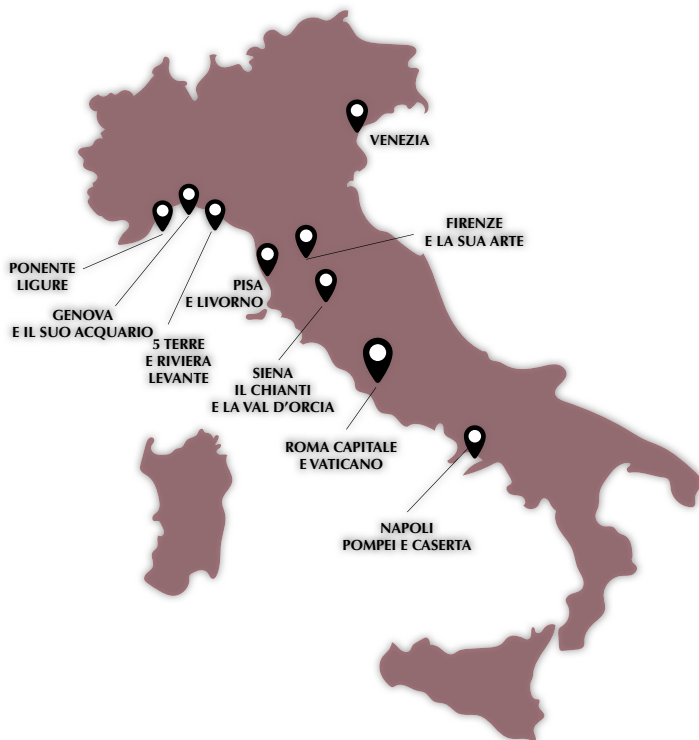 VENEZIA
FIRENZE
E LA SUA ARTE
PONENTE
LIGURE
PISA
E LIVORNO
GENOVA
E IL SUO ACQUARIO
5 TERRE
E RIVIERA
LEVANTE
SIENA
IL CHIANTI
E LA VAL D'ORCIA
ROMA CAPITALE
E VATICANO
NAPOLI
POMPEI E CASERTA